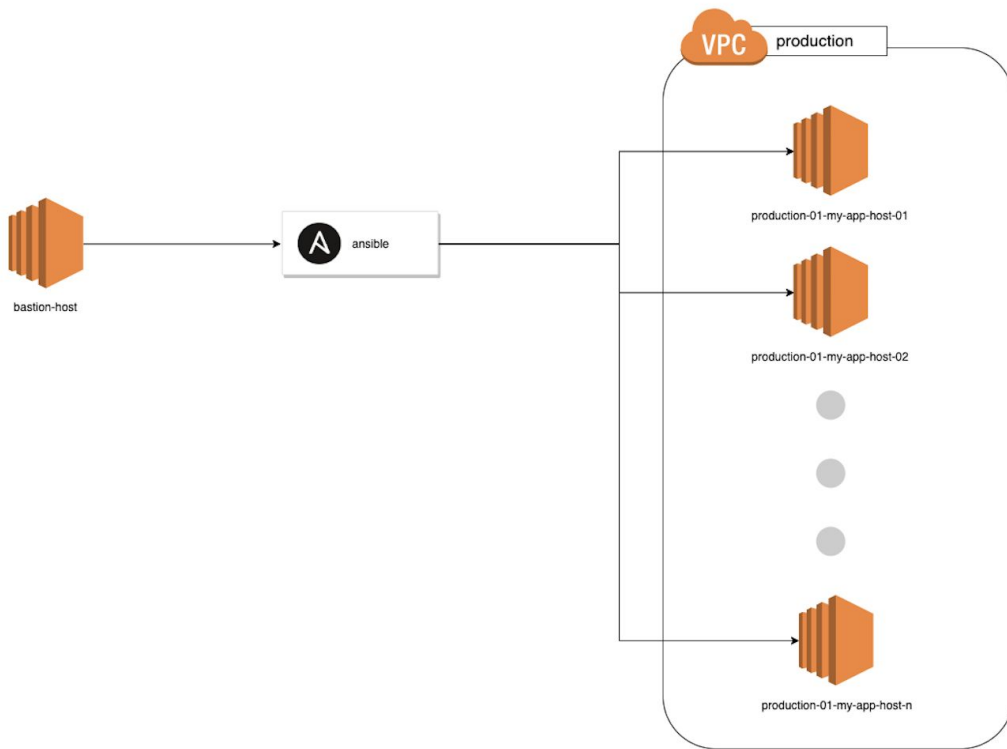 VPC
production
production-01-my-app-host-01
ansible
bastion-host
production-01-my-app-host-02
production-01-my-app-host-n